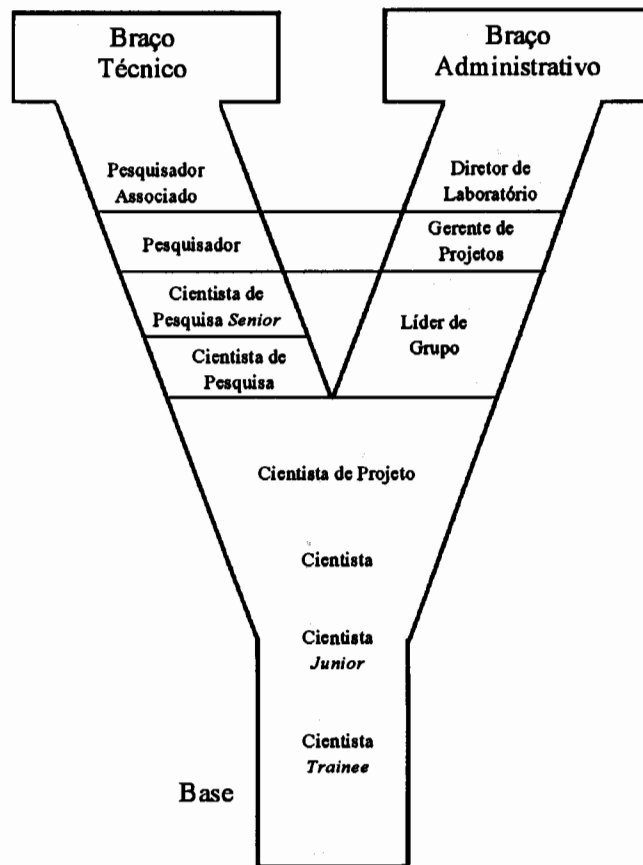 Braço
Técnico
Braço
Administrativo
Pesquisador
Associado
Diretor de
Laboratório
Pesquisador
Gerente de
Projetos
Cientista de
Pesquisa Senior
Líder de
Grupo
Cientista de
Pesquisa
Cientista de Projeto
Cientista
Cientista
Junior
Cientista
Trainee
Base